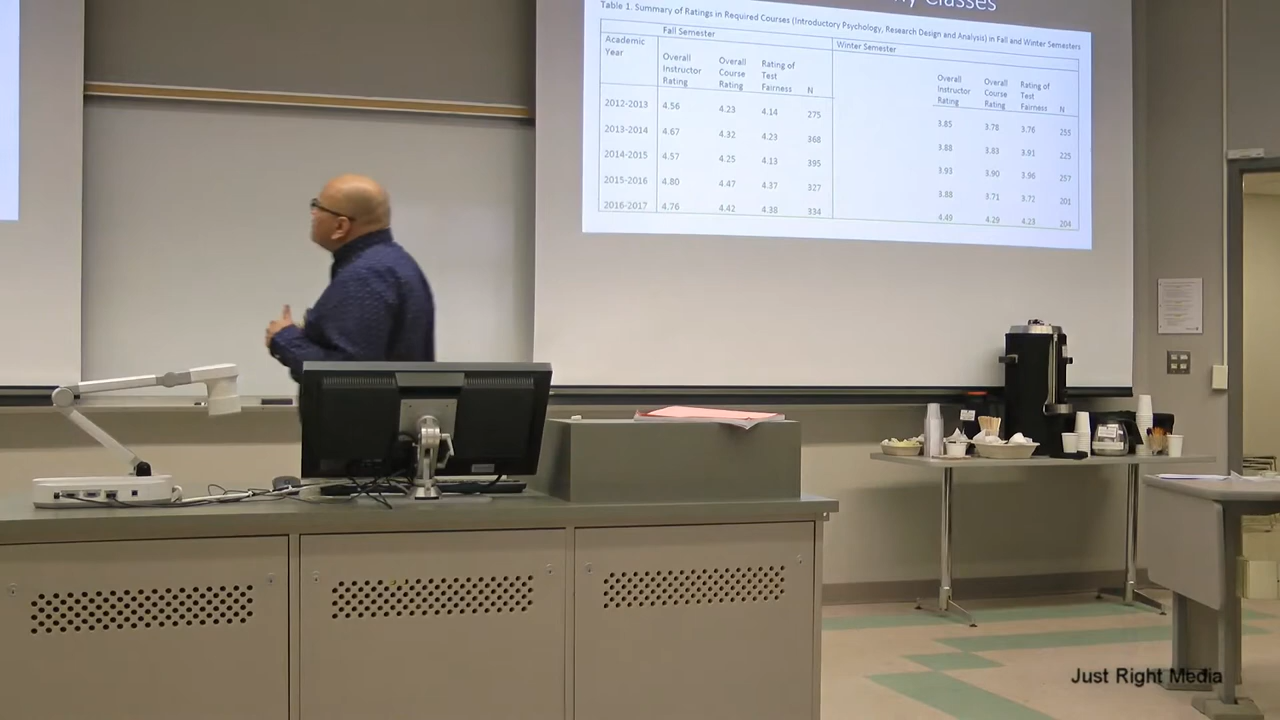 Classes
Table 1. Summary of Ratings in Required Courses (Introductory Psychology, Research Design and Analysis) in Fall and Winter Semesters
Fall Semester Winter Semester
Academic Year Overall Instructor Rating Overall Course Rating Rating of Test Fairness N Overall Instructor Rating Overall Course Rating Rating of Test Fairness N
2012-2013 4.56 4.23 4.14 275 3.85 3.78 3.76 255
2013-2014 4.67 4.32 4.23 368 3.88 3.83 3.91 225
2014-2015 4.57 4.25 4.13 395 3.93 3.90 3.96 257
2015-2016 4.80 4.47 4.37 327 3.88 3.71 3.72 201
2016-2017 4.76 4.42 4.38 334 4.49 4.29 4.23 204
Just Right Media